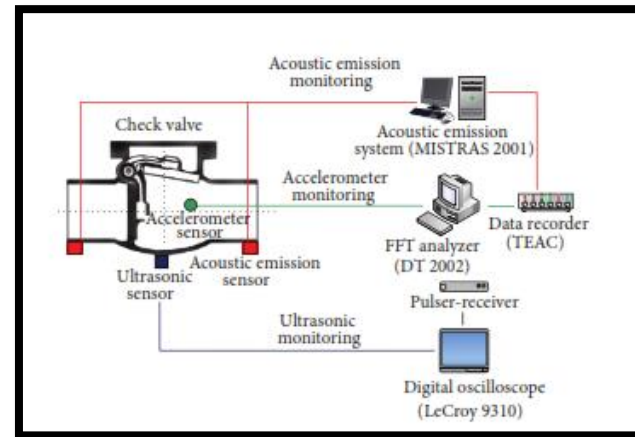 Acoustic emission
monitoring
Check valve
Acoustic emission
system (MISTRAS 2001)
Accelerometer
monitoring
Accelerometer
sensor
Data recorder
(TEAC)
FFT analyzer
(DT 2002)
Ultrasonic
sensor
Acoustic emission
sensor
Pulser-receiver
Ultrasonic
monitoring
Digital oscilloscope
(LeCroy 9310)